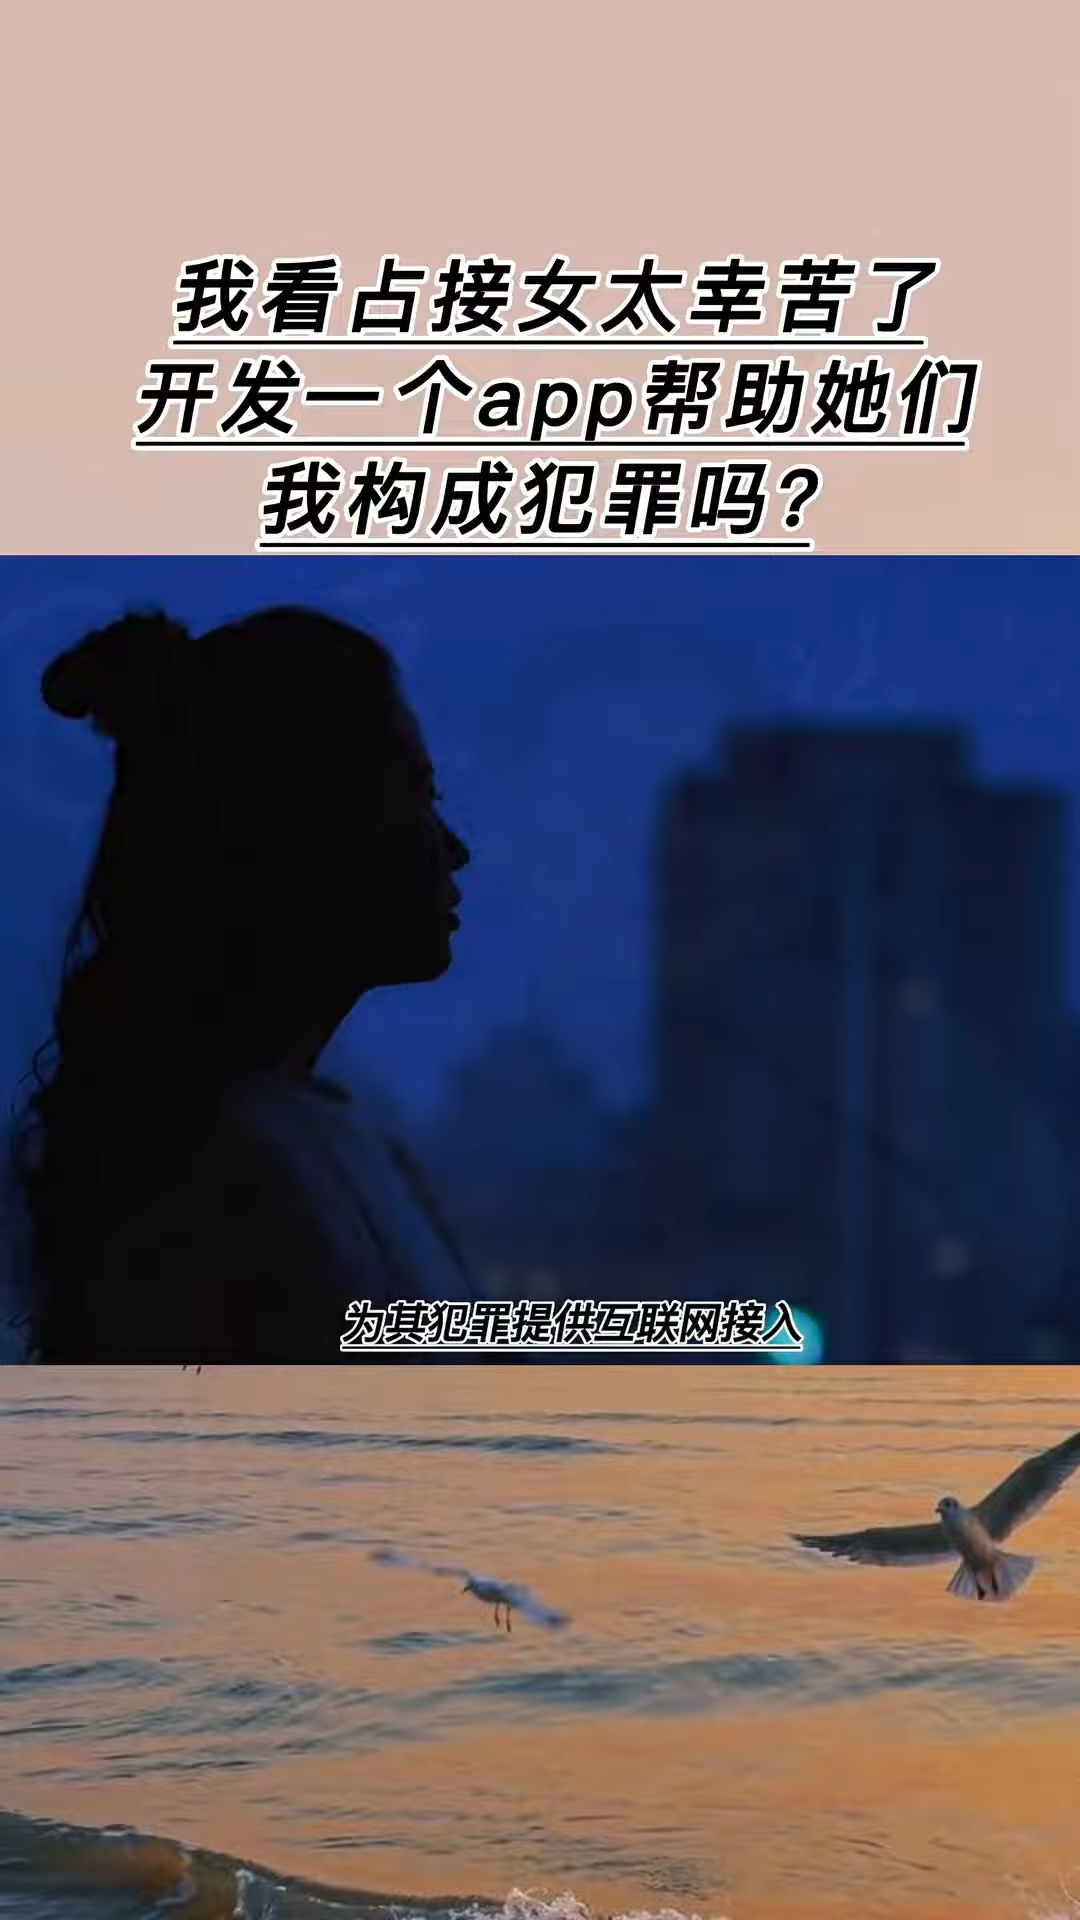 我看占接女太幸苦了
开发一个app帮助她们
我构成犯罪吗？
为其犯罪提供互联网接入